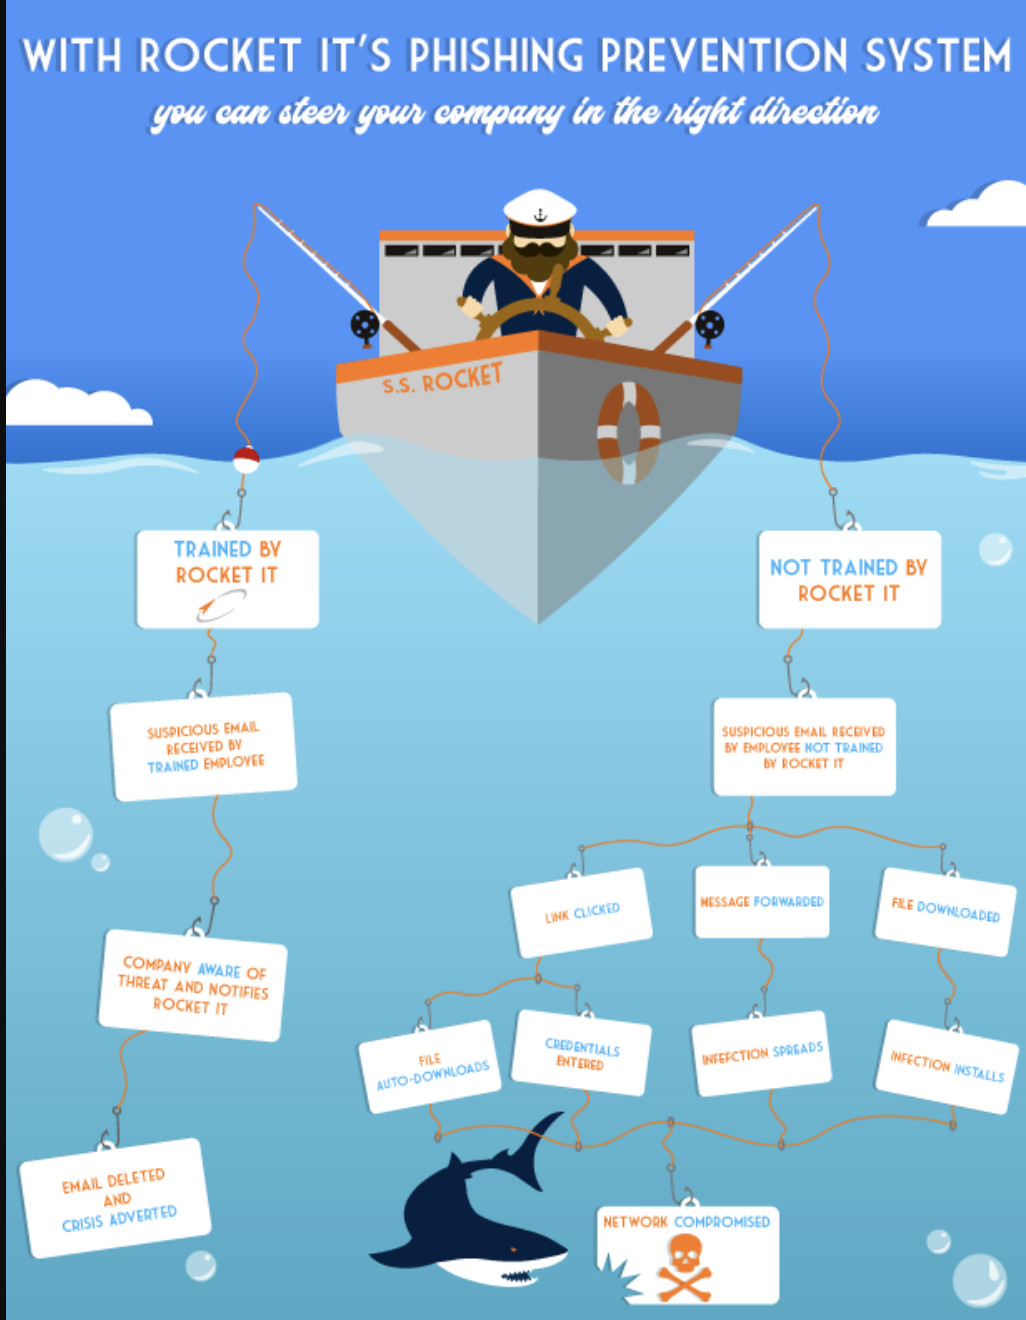 WITH ROCKET IT'S PHISHING PREVENTION SYSTEM
you can steer your company in the right direction
S.S. ROCKET
TRAINED BY
ROCKET IT
NOT TRAINED BY
ROCKET IT
SUSPICIOUS EMAIL
RECEIVED BY
TRAINED EMPLOYEE
SUSPICIOUS EMAIL RECEIVED
BY EMPLOYEE NOT TRAINED
BY ROCKET IT
LINK CLICKED
MESSAGE FORWARDED
FILE DOWNLOADED
COMPANY AWARE OF
THREAT AND NOTIFIES
ROCKET IT
FILE
AUTO-DOWNLOADS
CREDENTIALS
ENTERED
INFEFCTION SPREADS
INFECTION INSTALLS
EMAIL DELETED
AND
CRISIS ADVERTED
NETWORK COMPROMISED